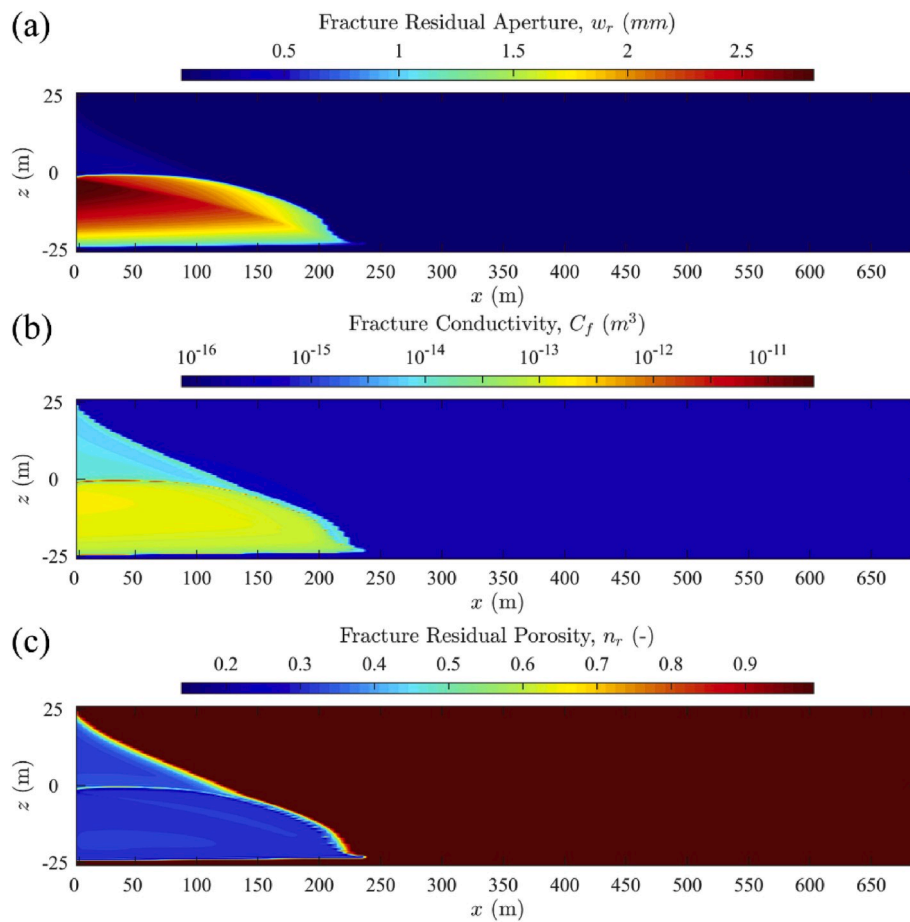 (a)
Fracture Residual Aperture, w_r (mm)
0.5 1 1.5 2 2.5
25
0
-25
z (m)
0 50 100 150 200 250 300 350 400 450 500 550 600 650
x (m)
(b)
Fracture Conductivity, C_f (m³)
10⁻¹⁶ 10⁻¹⁵ 10⁻¹⁴ 10⁻¹³ 10⁻¹² 10⁻¹¹
25
0
-25
z (m)
0 50 100 150 200 250 300 350 400 450 500 550 600 650
x (m)
(c)
Fracture Residual Porosity, n_r (-)
0.2 0.3 0.4 0.5 0.6 0.7 0.8 0.9
25
0
-25
z (m)
0 50 100 150 200 250 300 350 400 450 500 550 600 650
x (m)